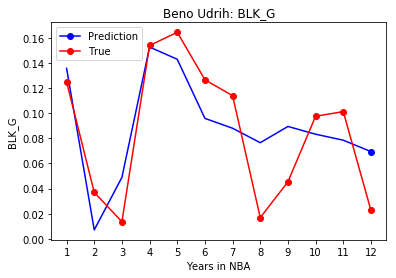 Beno Udrih: BLK_G
Prediction
True
BLK_G
0.16
0.14
0.12
0.10
0.08
0.06
0.04
0.02
0.00
1 2 3 4 5 6 7 8 9 10 11 12
Years in NBA